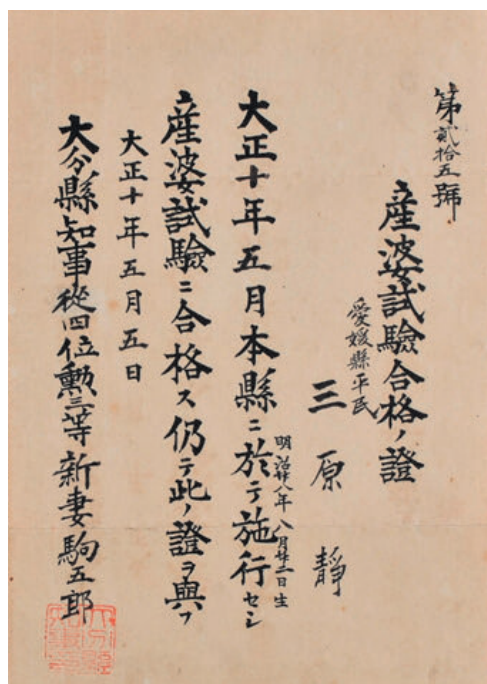 第貳拾五號
産婆試驗合格ノ證
愛媛縣平民
三原靜
明治廿八年八月廿三日生
大正十年五月本縣ニ於テ施行セシ
産婆試驗ニ合格ス仍テ此ノ證ヲ與フ
大正十年五月五日
大分縣知事從四位勳三等新妻駒五郎